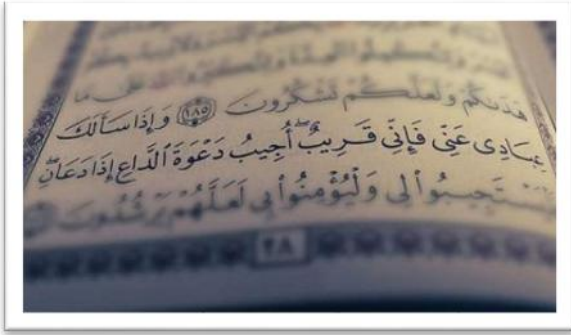 هَدَىٰكُمْ وَلَعَلَّكُمْ تَشْكُرُونَ ١٨٥ وَإِذَا سَأَلَكَ
عِبَادِى عَنِّى فَإِنِّى قَرِيبٌ ۖ أُجِيبُ دَعْوَةَ ٱلدَّاعِ إِذَا دَعَانِ ۖ
فَلْيَسْتَجِيبُوا۟ لِى وَلْيُؤْمِنُوا۟ بِى لَعَلَّهُمْ يَرْشُدُونَ
٢٨